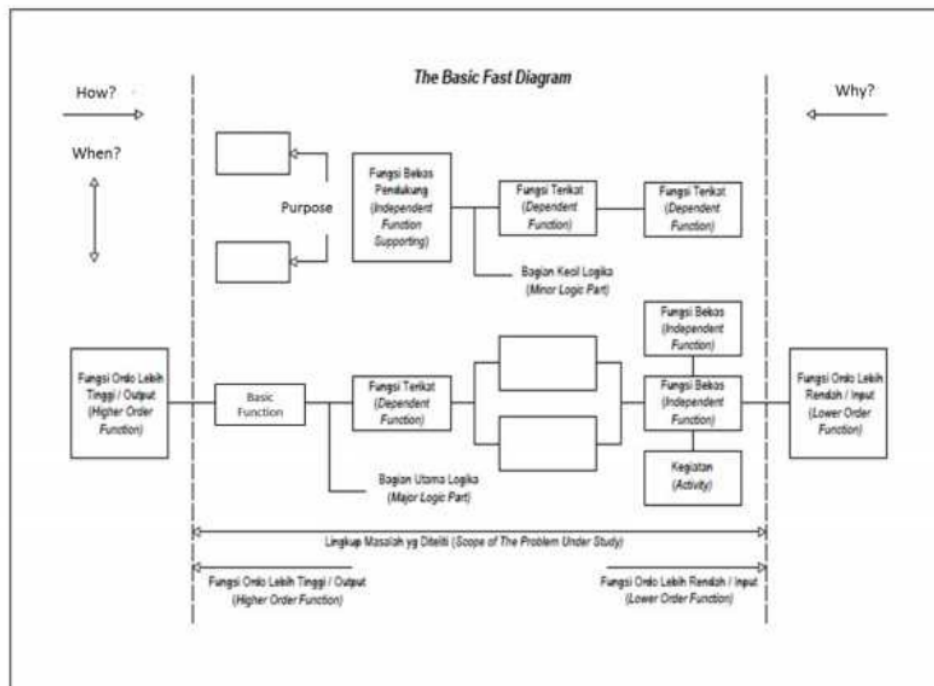 The Basic Fast Diagram
How?
Why?
When?
Purpose
Fungsi Bebas
Pendukung
(Independent
Function
Supporting)
Fungsi Terikat
(Dependent
Function)
Fungsi Terikat
(Dependent
Function)
Bagian Kecil Logika
(Minor Logic Part)
Fungsi Bebas
(Independent
Function)
Fungsi Ordo Lebih
Tinggi / Output
(Higher Order
Function)
Basic
Function
Fungsi Terikat
(Dependent
Function)
Fungsi Bebas
(Independent
Function)
Fungsi Ordo Lebih
Rendah / Input
(Lower Order
Function)
Bagian Utama Logika
(Major Logic Part)
Kegiatan
(Activity)
Lingkup Masalah yg Diteliti (Scope of The Problem Under Study)
Fungsi Ordo Lebih Tinggi / Output
(Higher Order Function)
Fungsi Ordo Lebih Rendah / Input
(Lower Order Function)